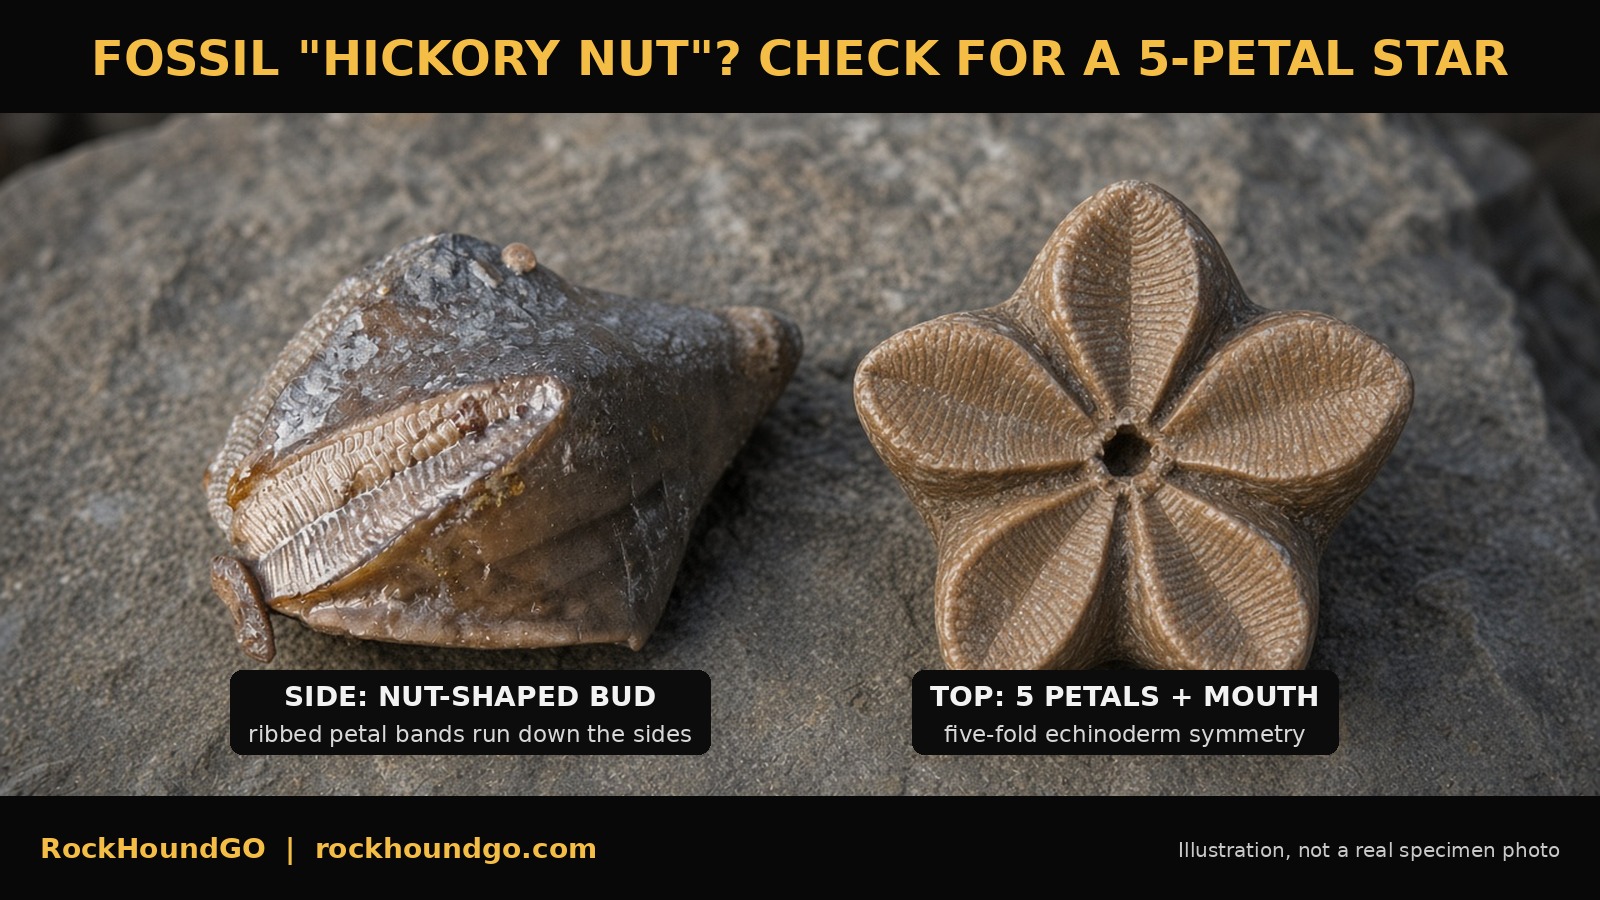 FOSSIL "HICKORY NUT"? CHECK FOR A 5-PETAL STAR
SIDE: NUT-SHAPED BUD
ribbed petal bands run down the sides
TOP: 5 PETALS + MOUTH
five-fold echinoderm symmetry
RockHoundGO | rockhoundgo.com
Illustration, not a real specimen photo